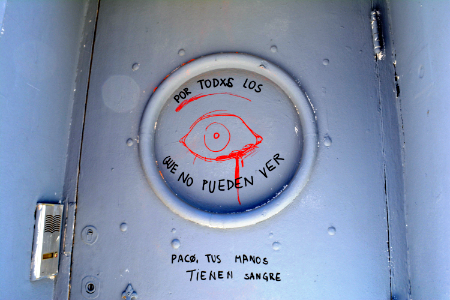 POR TODXS LOS
QUE NO PUEDEN VER
PACO, TUS MANOS
TIENEN SANGRE